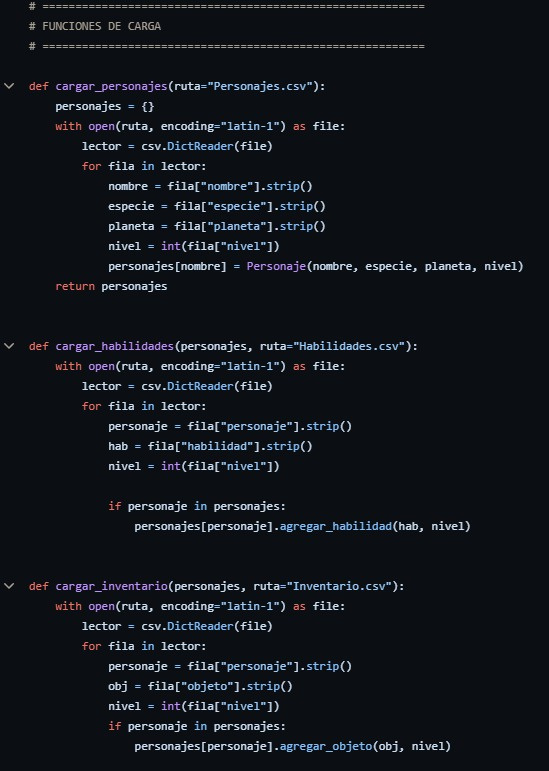 # ==========================================================
# FUNCIONES DE CARGA
# ==========================================================
def cargar_personajes(ruta="Personajes.csv"):
    personajes = {}
    with open(ruta, encoding="latin-1") as file:
        lector = csv.DictReader(file)
        for fila in lector:
            nombre = fila["nombre"].strip()
            especie = fila["especie"].strip()
            planeta = fila["planeta"].strip()
            nivel = int(fila["nivel"])
            personajes[nombre] = Personaje(nombre, especie, planeta, nivel)
    return personajes
def cargar_habilidades(personajes, ruta="Habilidades.csv"):
    with open(ruta, encoding="latin-1") as file:
        lector = csv.DictReader(file)
        for fila in lector:
            personaje = fila["personaje"].strip()
            hab = fila["habilidad"].strip()
            nivel = int(fila["nivel"])
            if personaje in personajes:
                personajes[personaje].agregar_habilidad(hab, nivel)
def cargar_inventario(personajes, ruta="Inventario.csv"):
    with open(ruta, encoding="latin-1") as file:
        lector = csv.DictReader(file)
        for fila in lector:
            personaje = fila["personaje"].strip()
            obj = fila["objeto"].strip()
            nivel = int(fila["nivel"])
            if personaje in personajes:
                personajes[personaje].agregar_objeto(obj, nivel)